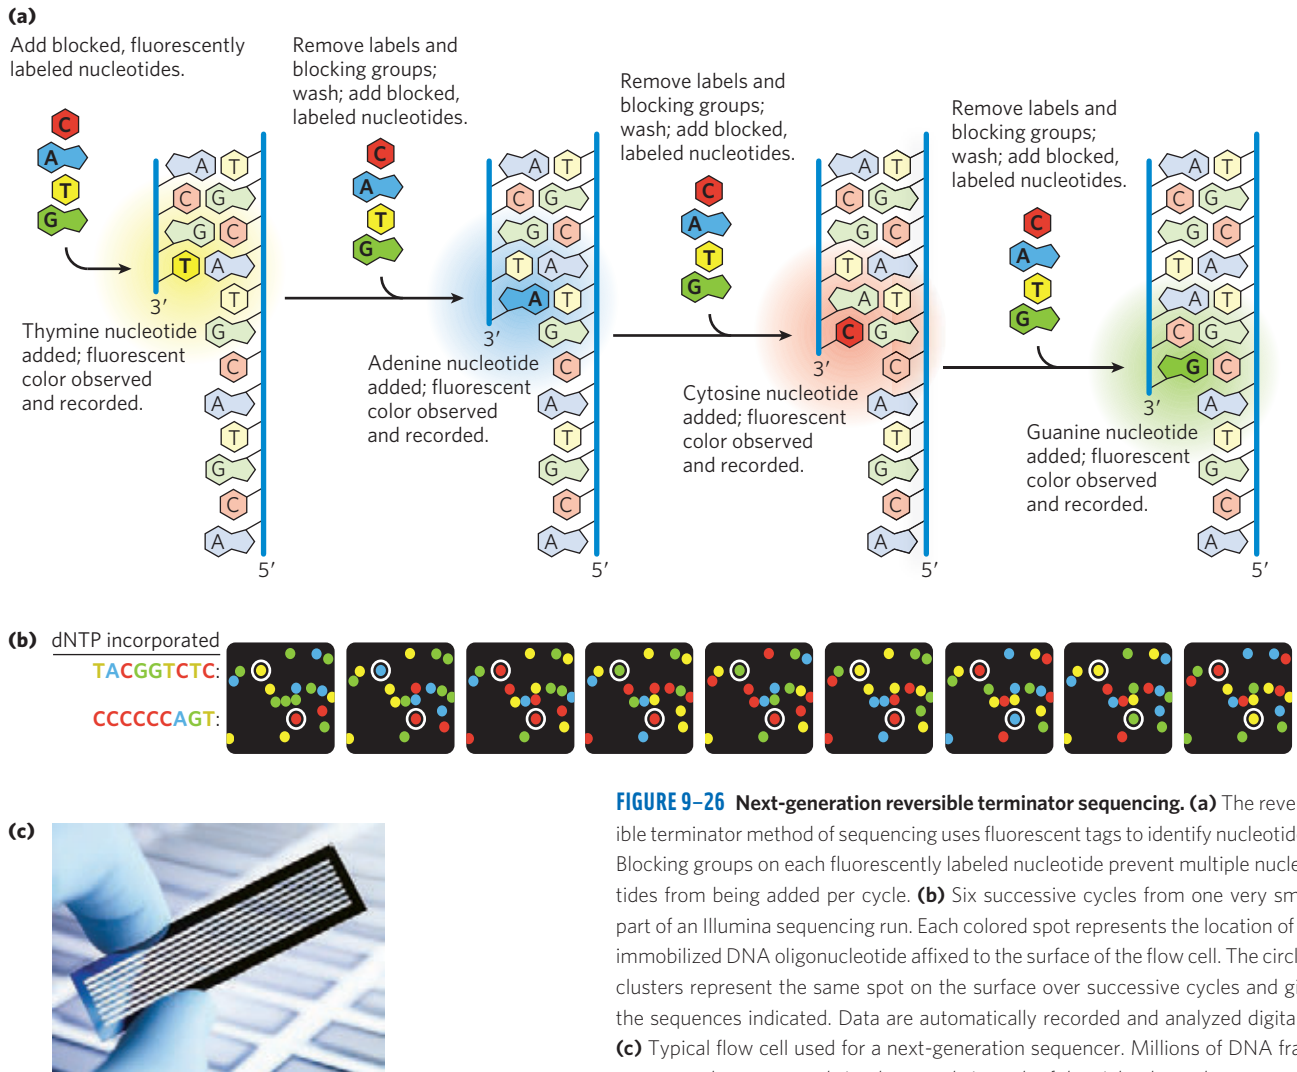 (a)
Add blocked, fluorescently
labeled nucleotides.
C
A
T
G
A T
C G
G C
T A
3′
T
G
C
A
T
G
C
A
5′
Thymine nucleotide
added; fluorescent
color observed
and recorded.
Remove labels and
blocking groups;
wash; add blocked,
labeled nucleotides.
C
A
T
G
A T
C G
G C
T A
A T
3′
G
C
A
T
G
C
A
5′
Adenine nucleotide
added; fluorescent
color observed
and recorded.
Remove labels and
blocking groups;
wash; add blocked,
labeled nucleotides.
C
A
T
G
A T
C G
G C
T A
A T
C G
3′
C
A
T
G
C
A
5′
Cytosine nucleotide
added; fluorescent
color observed
and recorded.
Remove labels and
blocking groups;
wash; add blocked,
labeled nucleotides.
C
A
T
G
A T
C G
G C
T A
A T
C G
G C
3′
A
T
G
C
A
5′
Guanine nucleotide
added; fluorescent
color observed
and recorded.
(b) dNTP incorporated
TACGGTCTC:
CCCCCCAGT:
(c)
FIGURE 9–26 Next-generation reversible terminator sequencing. (a) The reve
ible terminator method of sequencing uses fluorescent tags to identify nucleotid
Blocking groups on each fluorescently labeled nucleotide prevent multiple nucle
tides from being added per cycle. (b) Six successive cycles from one very sm
part of an Illumina sequencing run. Each colored spot represents the location of
immobilized DNA oligonucleotide affixed to the surface of the flow cell. The circl
clusters represent the same spot on the surface over successive cycles and gi
the sequences indicated. Data are automatically recorded and analyzed digita
(c) Typical flow cell used for a next-generation sequencer. Millions of DNA fra